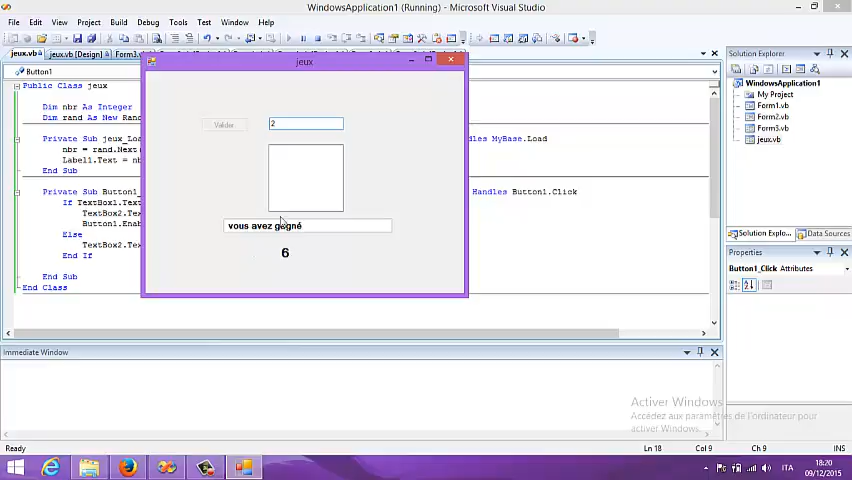 WindowsApplication1 (Running) - Microsoft Visual Studio
File Edit View Project Build Debug Tools Test Window Help
jeux.vb jeux.vb [Design] Form3.
Solution Explorer
Button1
WindowsApplication1
My Project
Form1.vb
Form2.vb
Form3.vb
jeux.vb
Public Class jeux
Dim nbr As Integer
Dim rand As New Ran
Private Sub jeux_Loa
Handles MyBase.Load
nbr = rand.Next(
Label1.Text = nb
End Sub
Private Sub Button1_
Handles Button1.Click
If TextBox1.Text
TextBox2.Te
Button1.Enab
Else
TextBox2.Te
End If
End Sub
End Class
jeux
Valider
2
vous avez gagné
6
Solution Explo...
Data Sources
Properties
Button1_Click Attributes
Immediate Window
Activer Windows
Accédez aux paramètres de l'ordinateur pour
activer Windows.
Ready
Ln 18 Col 9 Ch 9 INS
ITA
18:20
09/12/2015